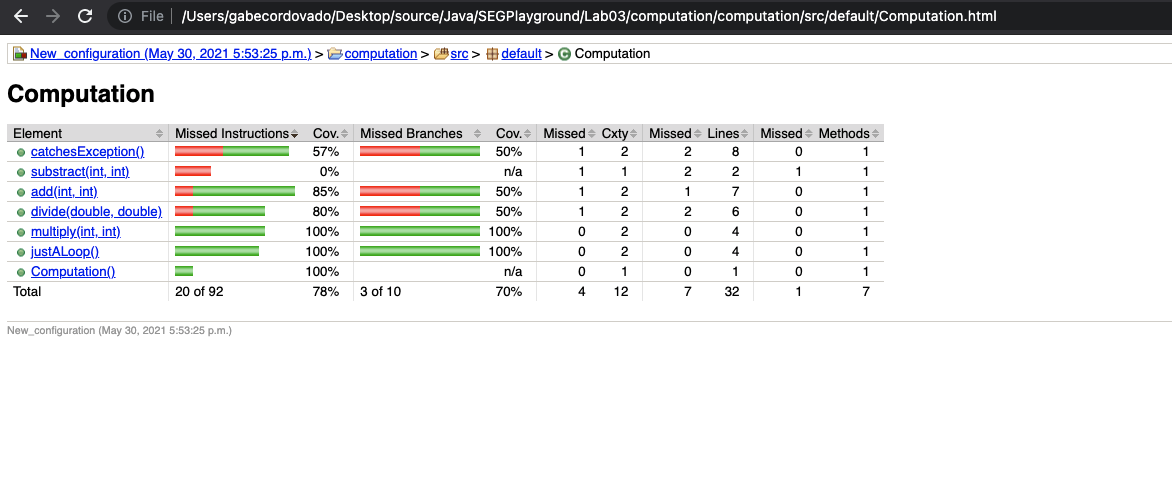 File /Users/gabecordovado/Desktop/source/Java/SEGPlayground/Lab03/computation/computation/src/default/Computation.html
New_configuration (May 30, 2021 5:53:25 p.m.) > computation > src > default > Computation
Computation
Element Missed Instructions Cov. Missed Branches Cov. Missed Cxty Missed Lines Missed Methods
catchesException() 57% 50% 1 2 2 8 0 1
substract(int, int) 0% n/a 1 1 2 2 1 1
add(int, int) 85% 50% 1 2 1 7 0 1
divide(double, double) 80% 50% 1 2 2 6 0 1
multiply(int, int) 100% 100% 0 2 0 4 0 1
justALoop() 100% 100% 0 2 0 4 0 1
Computation() 100% n/a 0 1 0 1 0 1
Total 20 of 92 78% 3 of 10 70% 4 12 7 32 1 7
New_configuration (May 30, 2021 5:53:25 p.m.)